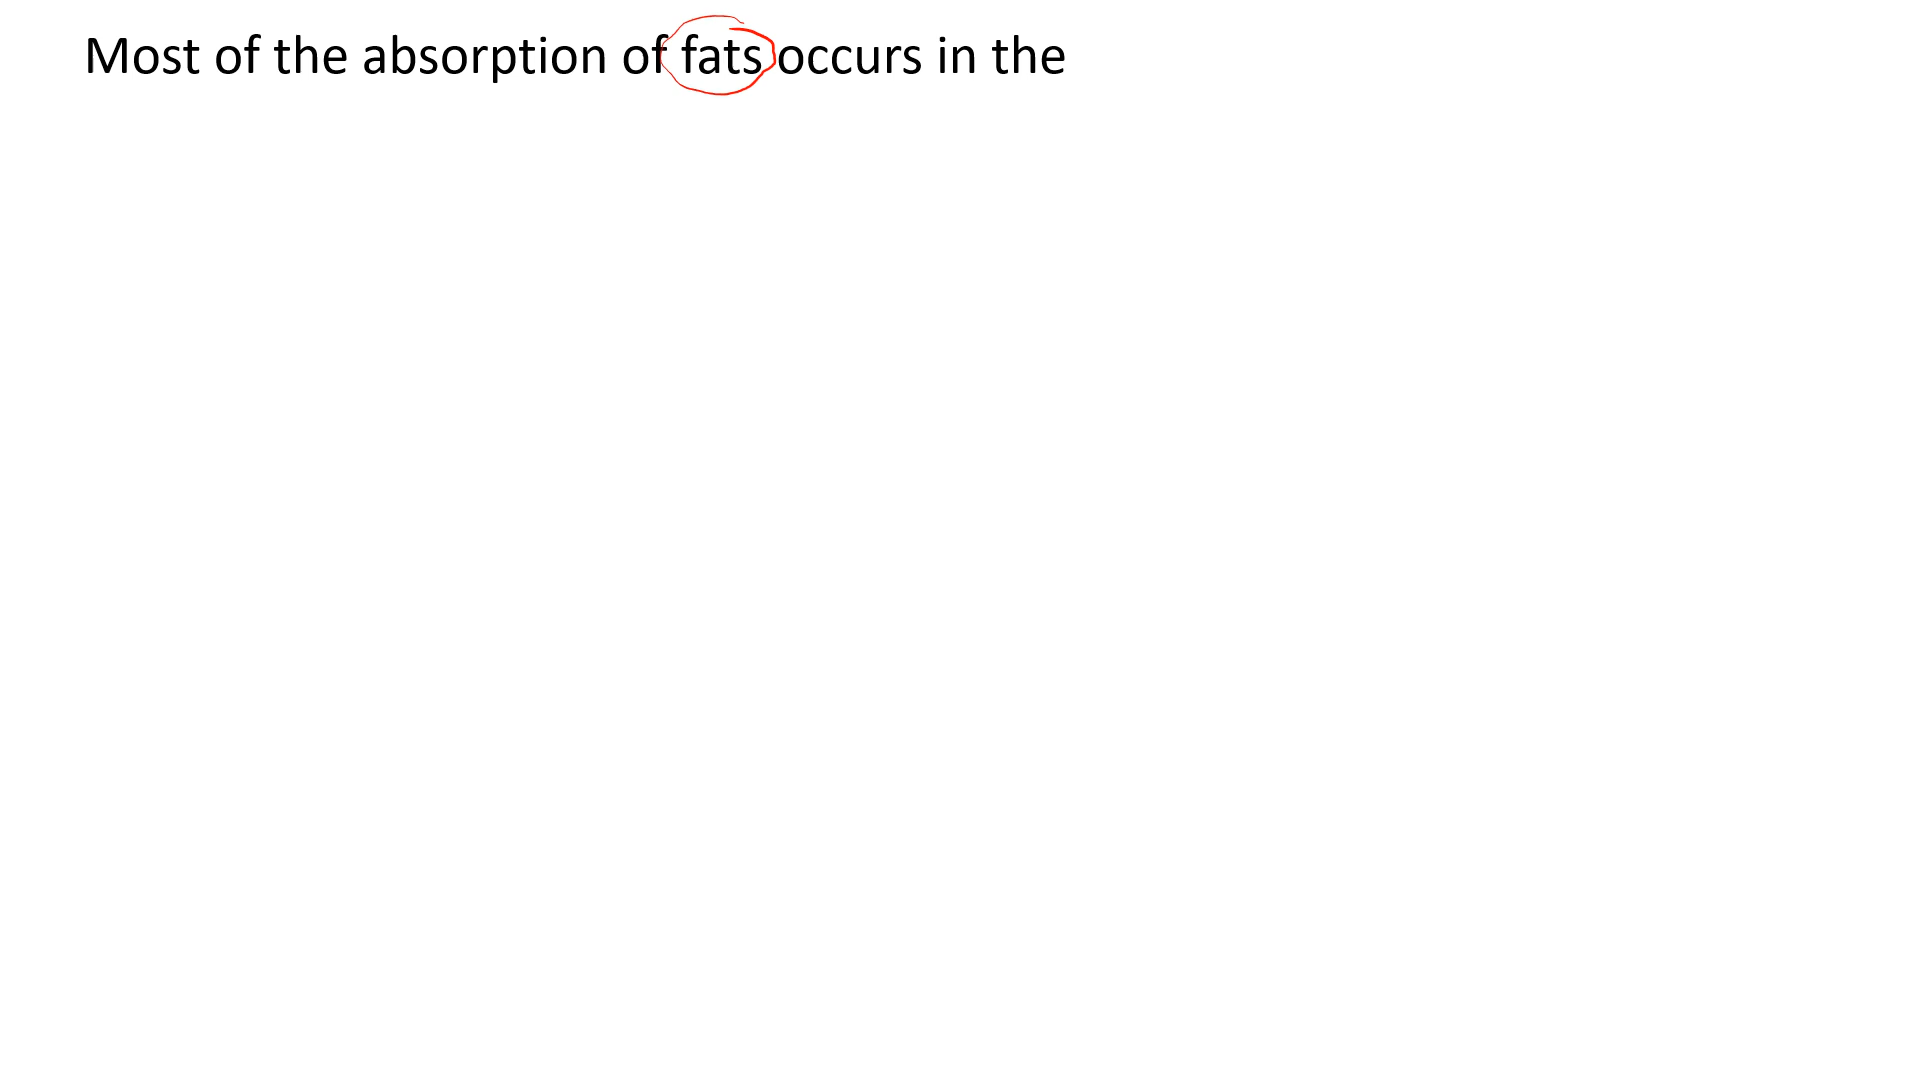 Most of the absorption of fats occurs in the